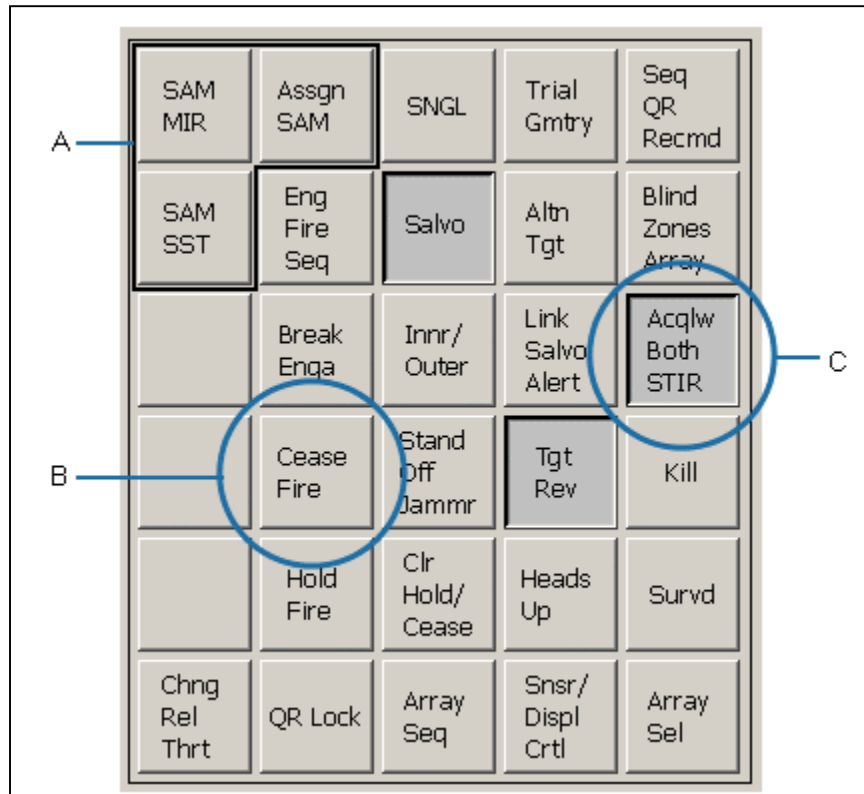 A
SAM
MIR
Assgn
SAM
SNGL
Trial
Gmtry
Seq
QR
Recmd
SAM
SST
Eng
Fire
Seq
Salvo
Altn
Tgt
Blind
Zones
Array
Break
Enga
Innr/
Outer
Link
Salvo
Alert
Acqlw
Both
STIR
C
B
Cease
Fire
Stand
Off
Jammr
Tgt
Rev
Kill
Hold
Fire
Clr
Hold/
Cease
Heads
Up
Survd
Chng
Rel
Thrt
QR Lock
Array
Seq
Snsr/
Displ
Crtl
Array
Sel